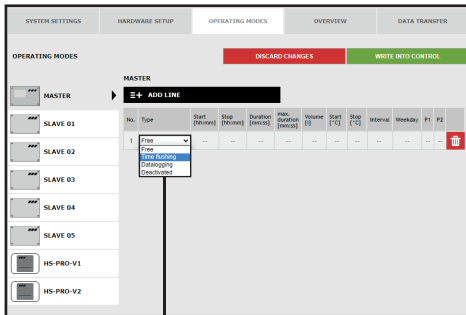 SYSTEM SETTINGS HARDWARE SETUP OPERATING MODES OVERVIEW DATA TRANSFER
OPERATING MODES DISCARD CHANGES WRITE INTO CONTROL
MASTER
MASTER
ADD LINE
SLAVE 01
SLAVE 02
SLAVE 03
SLAVE 04
SLAVE 05
HS-PRO-V1
HS-PRO-V2
No. Type Start [hh:mm] Stop [hh:mm] Duration [mm:ss] max. duration [mm:ss] Volume [l] Start [°C] Stop [°C] Interval Weekday P1 P2
1 Free -- -- -- -- -- -- -- -- -- -- --
Free
Time flushing
Datalogging
Deactivated